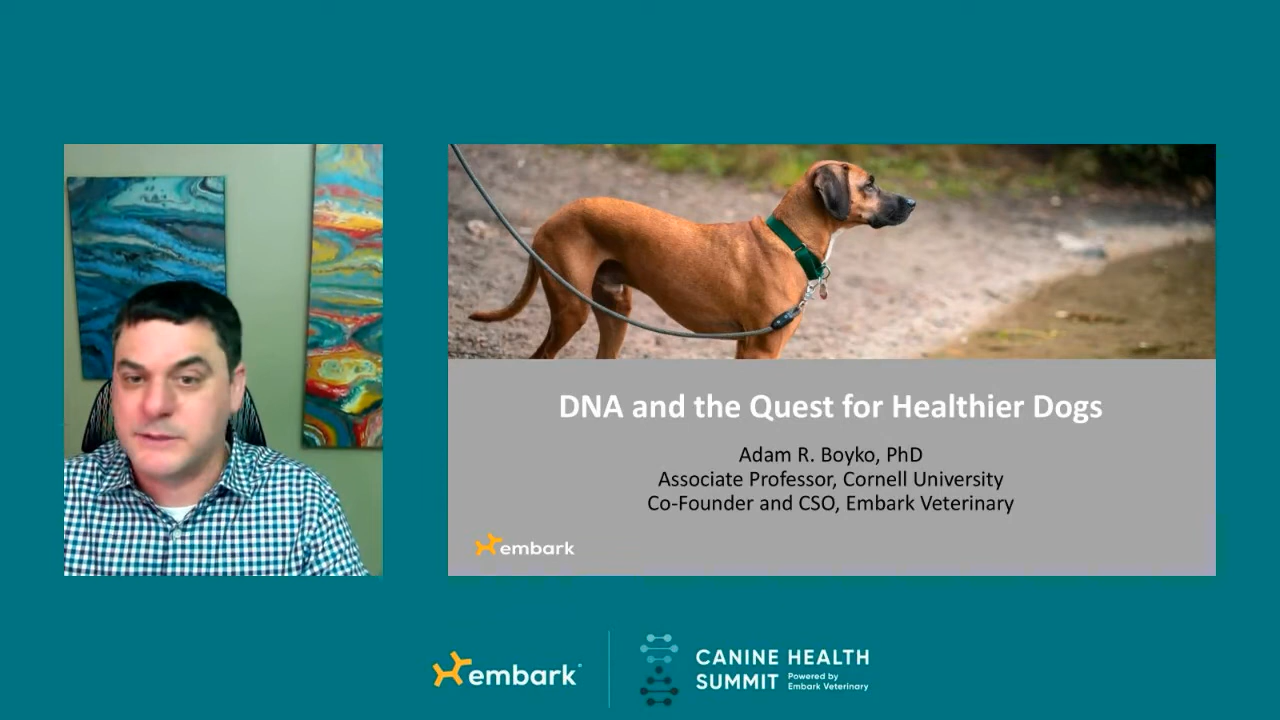 DNA and the Quest for Healthier Dogs
Adam R. Boyko, PhD
Associate Professor, Cornell University
Co-Founder and CSO, Embark Veterinary
embark
embark
CANINE HEALTH
SUMMIT
Powered by
Embark Veterinary